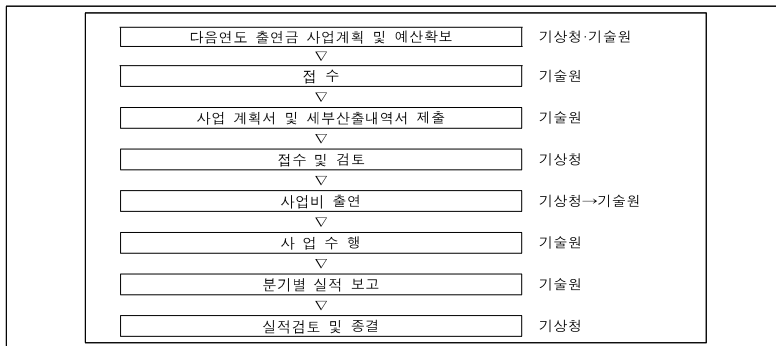 다음연도 출연금 사업계획 및 예산확보 기상청·기술원
▽
접 수 기술원
▽
사업 계획서 및 세부산출내역서 제출 기술원
▽
접수 및 검토 기상청
▽
사업비 출연 기상청→기술원
▽
사 업 수 행 기술원
▽
분기별 실적 보고 기술원
▽
실적검토 및 종결 기상청